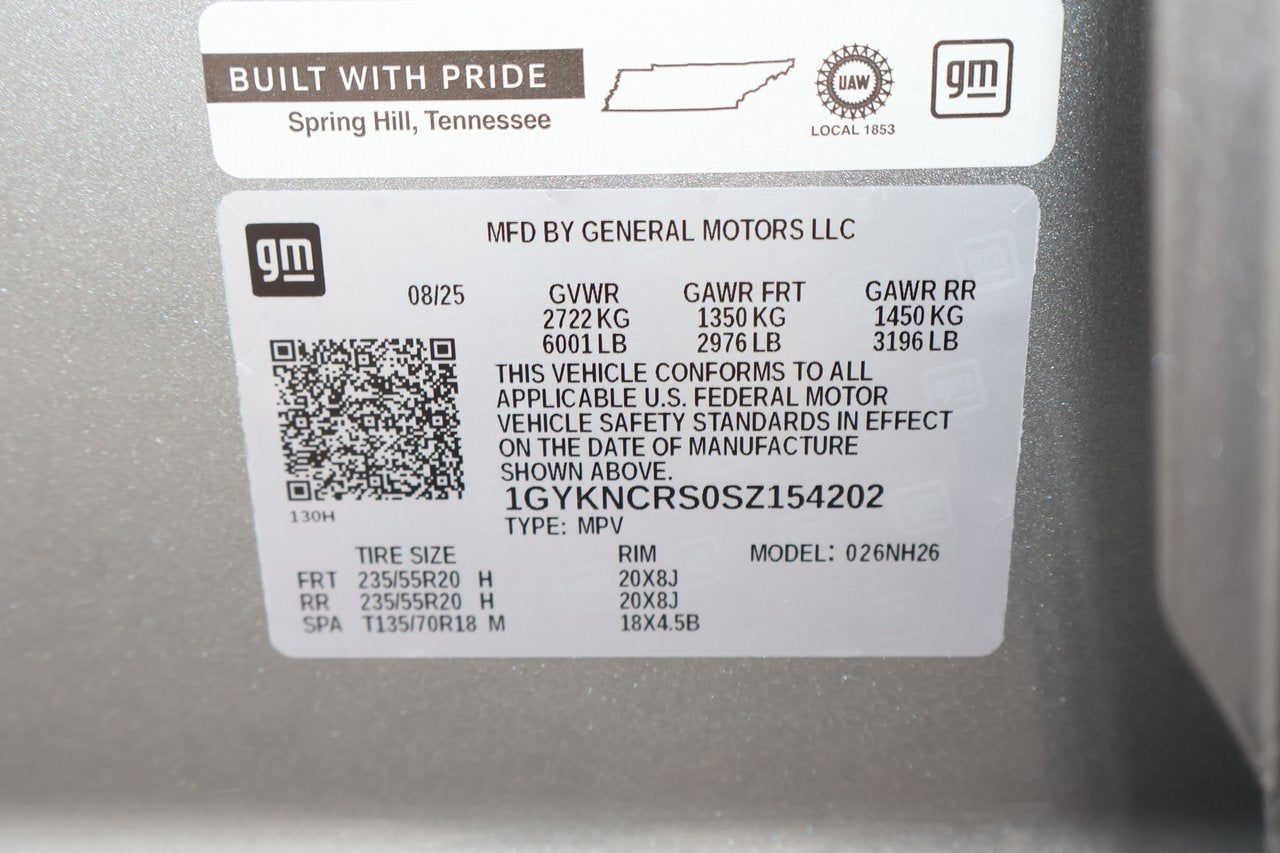 BUILT WITH PRIDE
Spring Hill, Tennessee
UAW
LOCAL 1853
gm
gm
MFD BY GENERAL MOTORS LLC
08/25 GVWR GAWR FRT GAWR RR
2722 KG 1350 KG 1450 KG
6001 LB 2976 LB 3196 LB
THIS VEHICLE CONFORMS TO ALL
APPLICABLE U.S. FEDERAL MOTOR
VEHICLE SAFETY STANDARDS IN EFFECT
ON THE DATE OF MANUFACTURE
SHOWN ABOVE.
1GYKNCRS0SZ154202
130H
TYPE: MPV
TIRE SIZE RIM MODEL: 026NH26
FRT 235/55R20 H 20X8J
RR 235/55R20 H 20X8J
SPA T135/70R18 M 18X4.5B